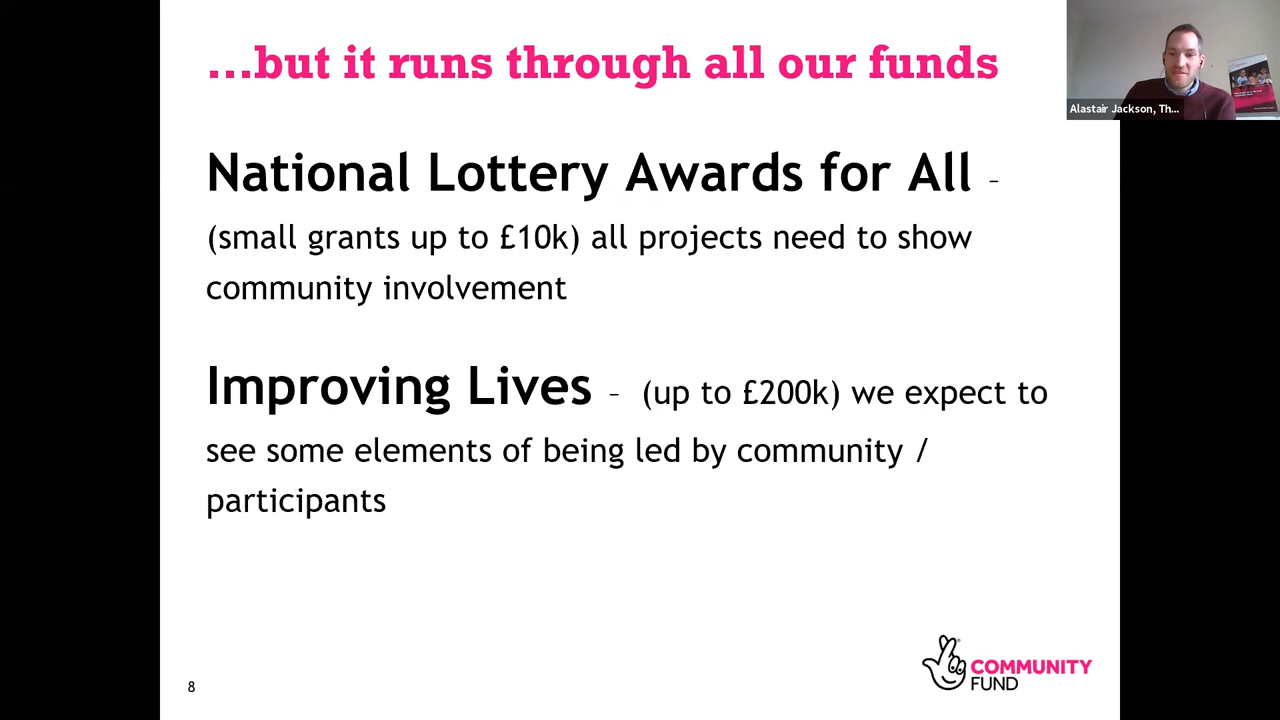 ...but it runs through all our funds
Alastair Jackson, Th...
National Lottery Awards for All –
(small grants up to £10k) all projects need to show
community involvement
Improving Lives – (up to £200k) we expect to
see some elements of being led by community /
participants
COMMUNITY
FUND
8